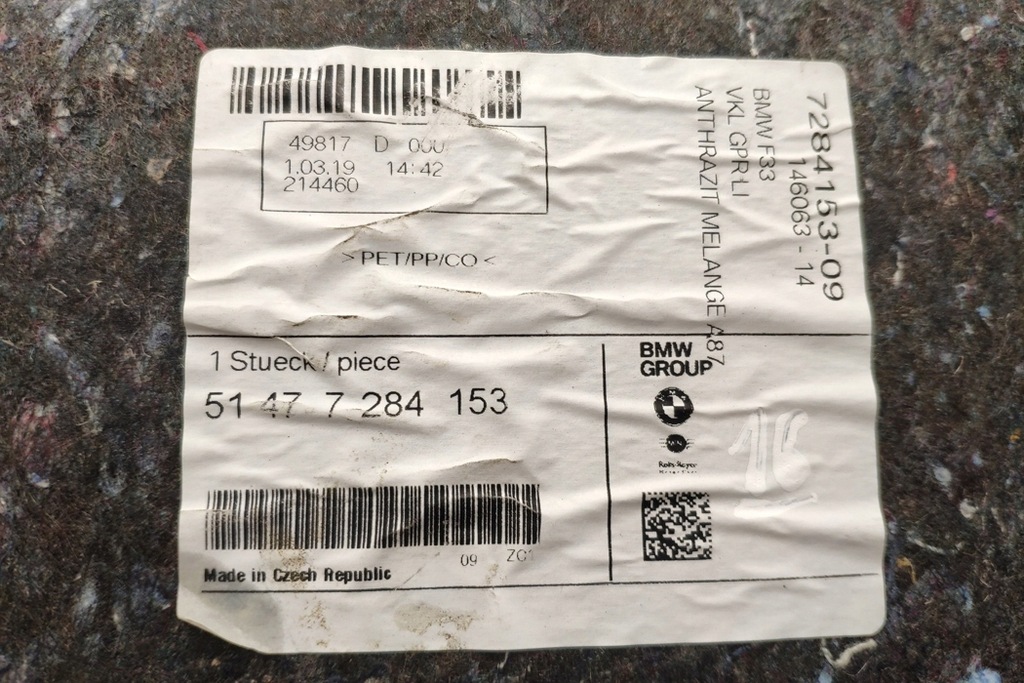 49817 D 000
1.03.19 14:42
214460
>PET/PP/CO<
7284153-09
146063 - 14
BMW F33
VKL GPR LI
ANTHRAZIT MELANGE A87
1 Stueck / piece
51 47 7 284 153
09 ZC1
Made in Czech Republic
BMW
GROUP